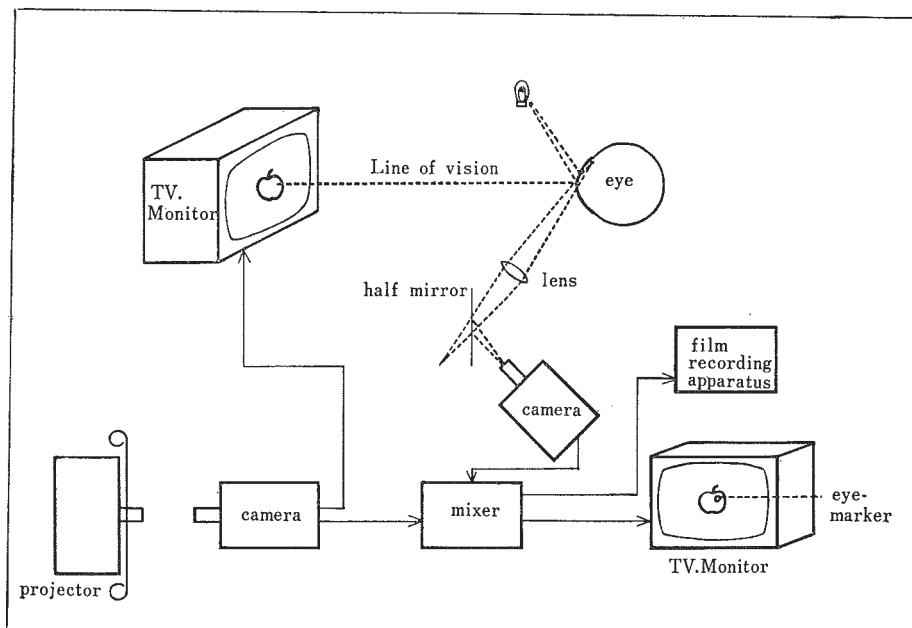 Line of vision
eye
TV.
Monitor
lens
half mirror
film
recording
apparatus
camera
camera
mixer
eye-
marker
projector
TV.Monitor